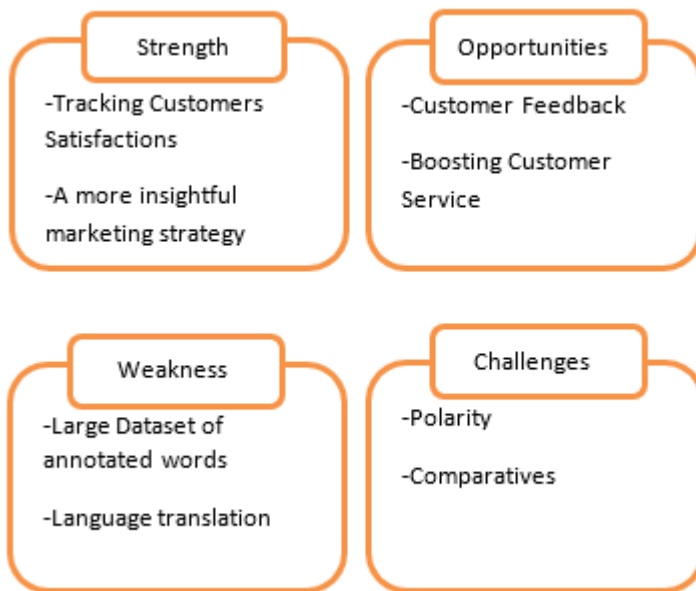 Strength
-Tracking Customers
Satisfactions
-A more insightful
marketing strategy
Opportunities
-Customer Feedback
-Boosting Customer
Service
Weakness
-Large Dataset of
annotated words
-Language translation
Challenges
-Polarity
-Comparatives